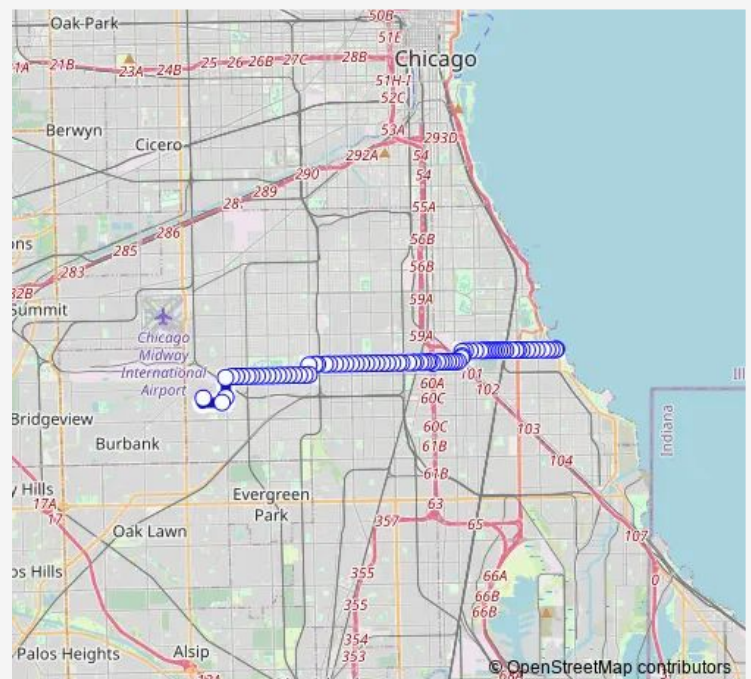 50B
Oak Park
51E
1A 21B 23A 24B 25 26 26B 27C 28B
Chicago
51H-I
52C
Berwyn
53A
293D
Cicero
292A
54
290
54
289
55A
286
285
56B
283
56B
32B
59A
Summit
59A
Chicago
Midway
International
Airport
101
60A
102
60C
Bridgeview
Indiana
60C
103
Burbank
61B
104
61B
y Hills
17A
17
Evergreen
Park
63
Oak Lawn
357
65
107
os Hills
355
66A
0
66B
355
66B
354
Alsip
353
Palos Heights
© OpenStreetMap contributors